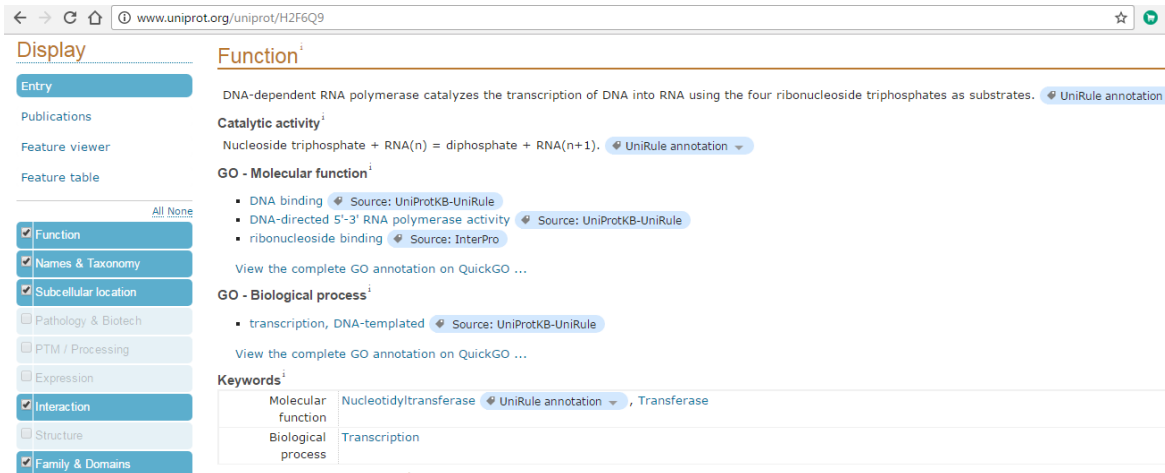 www.uniprot.org/uniprot/H2F6Q9
Display
Entry
Publications
Feature viewer
Feature table
All None
Function
Names & Taxonomy
Subcellular location
Pathology & Biotech
PTM / Processing
Expression
Interaction
Structure
Family & Domains
Function i
DNA-dependent RNA polymerase catalyzes the transcription of DNA into RNA using the four ribonucleoside triphosphates as substrates. UniRule annotation
Catalytic activity i
Nucleoside triphosphate + RNA(n) = diphosphate + RNA(n+1). UniRule annotation
GO - Molecular function i
DNA binding Source: UniProtKB-UniRule
DNA-directed 5'-3' RNA polymerase activity Source: UniProtKB-UniRule
ribonucleoside binding Source: InterPro
View the complete GO annotation on QuickGO ...
GO - Biological process i
transcription, DNA-templated Source: UniProtKB-UniRule
View the complete GO annotation on QuickGO ...
Keywords i
Molecular function Nucleotidyltransferase UniRule annotation , Transferase
Biological process Transcription